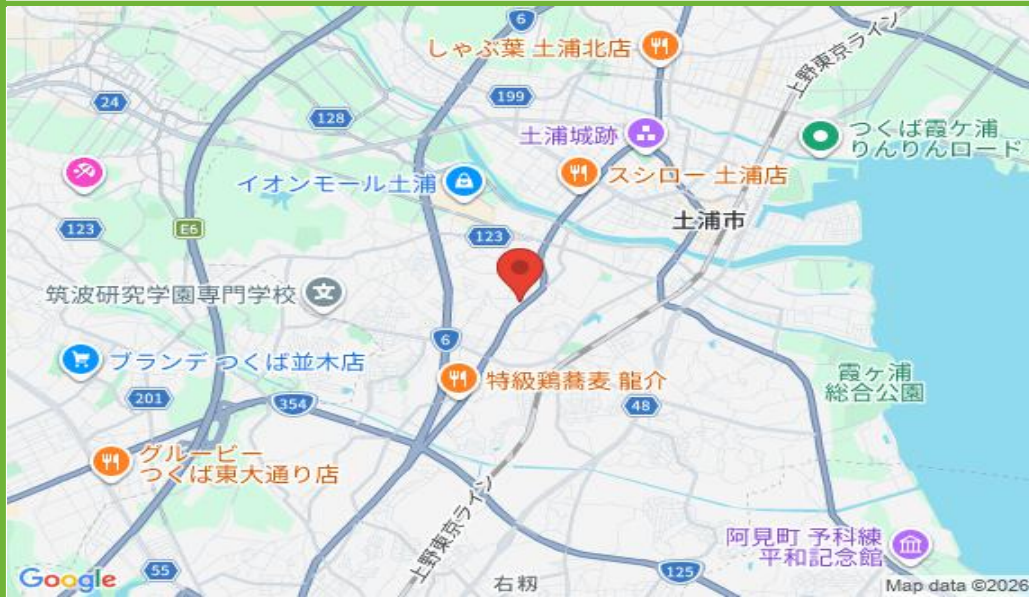 6
しゃぶ葉 土浦北店
上野東京ライン
24
199
128
土浦城跡
つくば霞ケ浦
りんりんロード
イオンモール土浦
スシロー 土浦店
土浦市
123
E6
123
筑波研究学園専門学校
6
ブランデ つくば並木店
特級鶏蕎麦 龍介
霞ヶ浦
総合公園
201
354
48
グルービー
つくば東大通り店
上野東京ライン
阿見町 予科練
平和記念館
55
右籾
125
Google
Map data ©2026